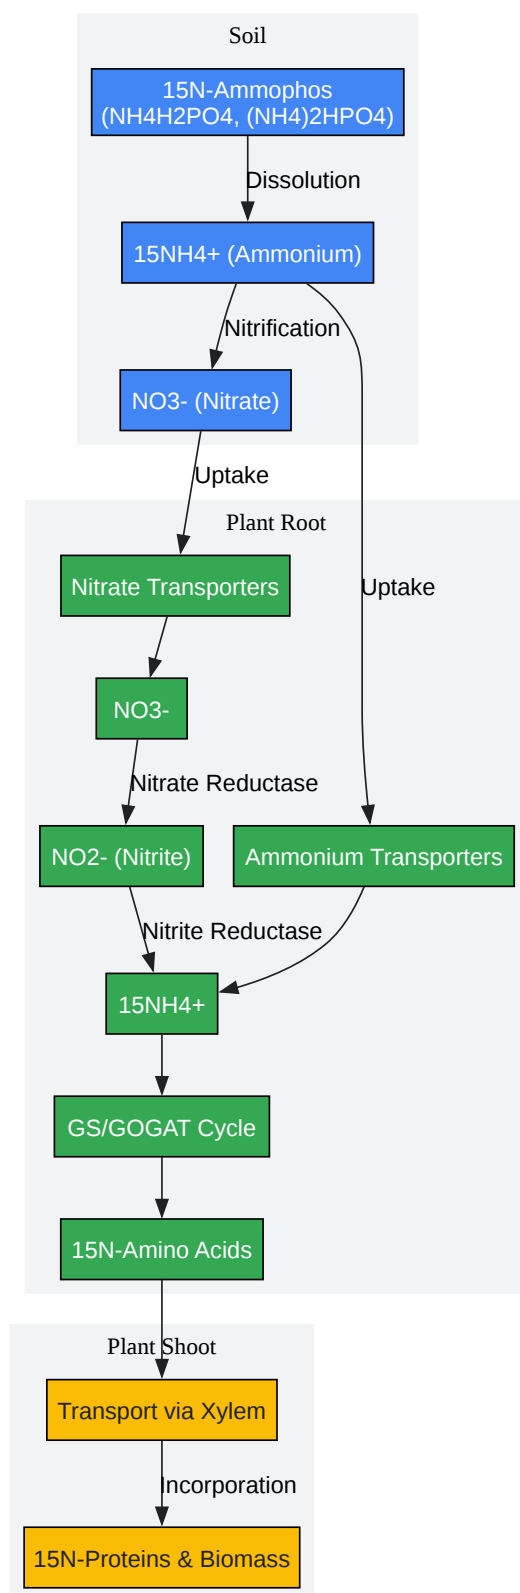 Soil
15N-Ammophos
(NH4H2PO4, (NH4)2HPO4)
Dissolution
15NH4+ (Ammonium)
Nitrification
NO3- (Nitrate)
Uptake
Plant Root
Nitrate Transporters
Uptake
NO3-
Nitrate Reductase
NO2- (Nitrite)
Ammonium Transporters
Nitrite Reductase
15NH4+
GS/GOGAT Cycle
15N-Amino Acids
Plant Shoot
Transport via Xylem
Incorporation
15N-Proteins & Biomass